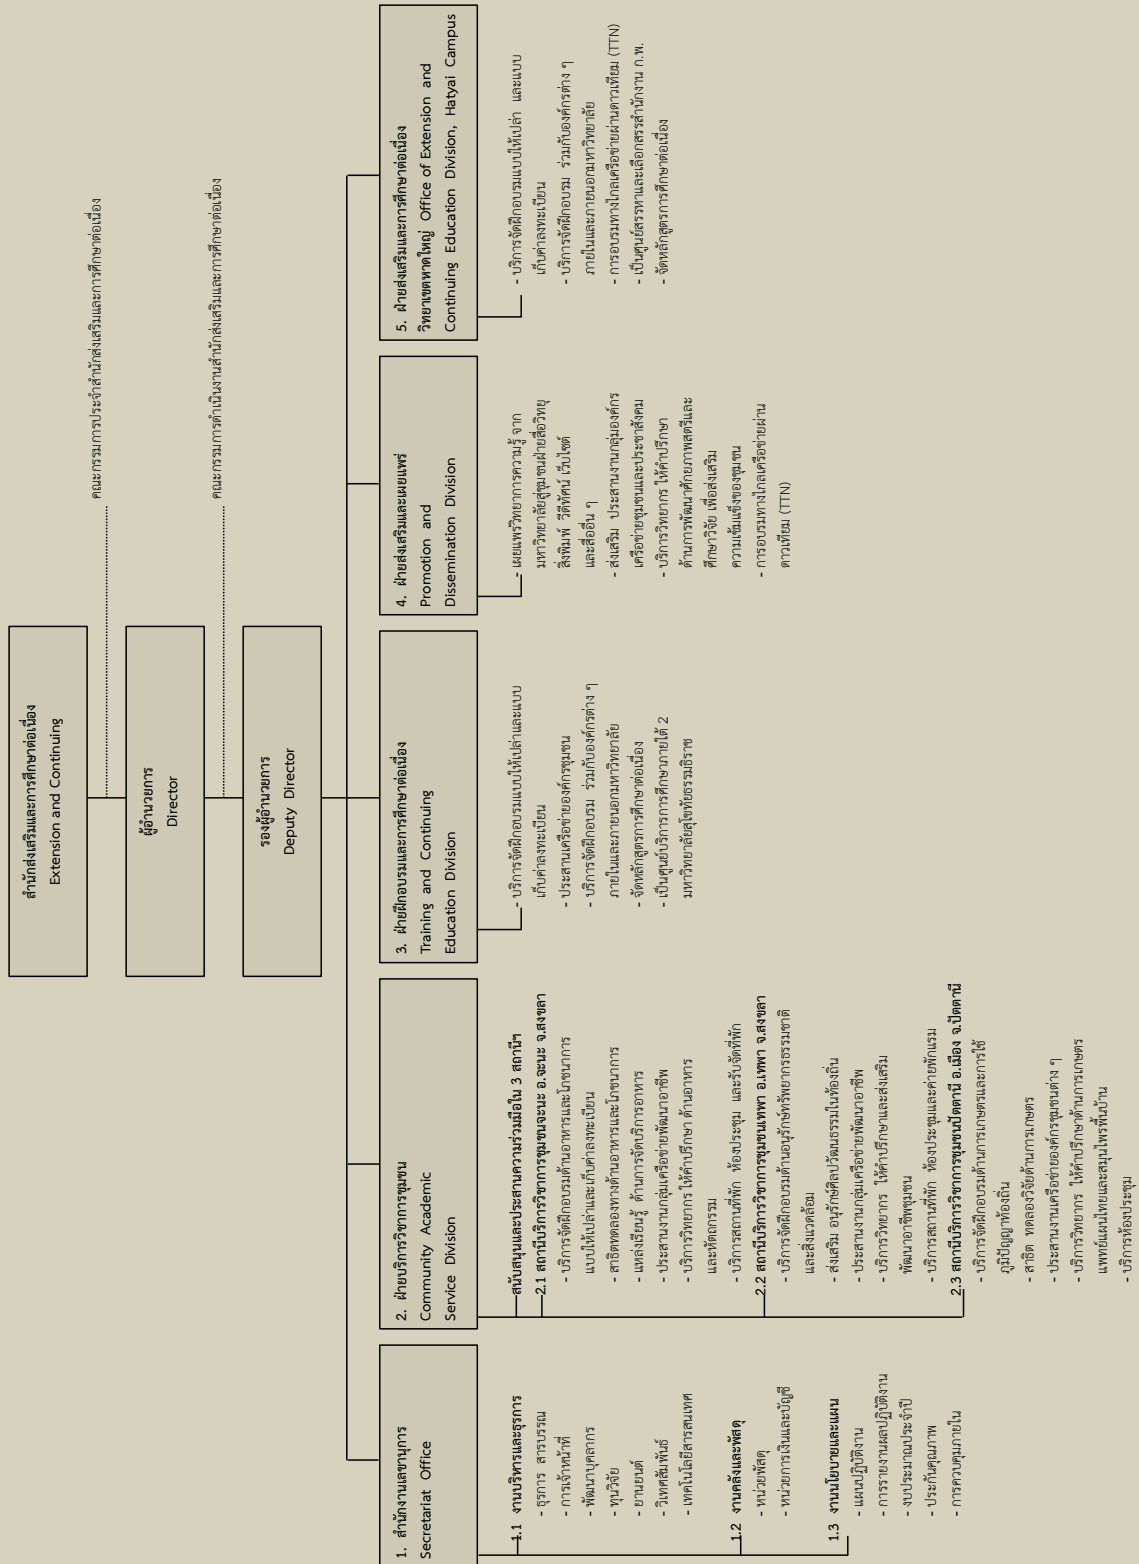 สำนักส่งเสริมและการศึกษาต่อเนื่อง
Extension and Continuing
คณะกรรมการประจำสำนักส่งเสริมและการศึกษาต่อเนื่อง
ผู้อำนวยการ
Director
คณะกรรมการดำเนินงานสำนักส่งเสริมและการศึกษาต่อเนื่อง
รองผู้อำนวยการ
Deputy Director
1. สำนักงานเลขานุการ
Secretariat Office
1.1 งานบริหารและธุรการ
- ธุรการ สารบรรณ
- การเจ้าหน้าที่
- พัฒนาบุคลากร
- ทุนวิจัย
- ยานยนต์
- วิเทศสัมพันธ์
- เทคโนโลยีสารสนเทศ
1.2 งานคลังและพัสดุ
- หน่วยพัสดุ
- หน่วยการเงินและบัญชี
1.3 งานนโยบายและแผน
- แผนปฏิบัติงาน
- การรายงานผลปฏิบัติงาน
- งบประมาณประจำปี
- ประกันคุณภาพ
- การควบคุมภายใน
2. ฝ่ายบริการวิชาการชุมชน
Community Academic
Service Division
สนับสนุนและประสานความร่วมมือใน 3 สถานีฯ
2.1 สถานีบริการวิชาการชุมชนจะนะ อ.จะนะ จ.สงขลา
- บริการจัดฝึกอบรมด้านอาหารและโภชนาการ
แบบให้เปล่าและเก็บค่าลงทะเบียน
- สาธิตทดลองทางด้านอาหารและโภชนาการ
- แหล่งเรียนรู้ ด้านการจัดบริการอาหาร
- ประสานงานกลุ่มเครือข่ายพัฒนาอาชีพ
- บริการวิทยากร ให้คำปรึกษา ด้านอาหาร
และหัตถกรรม
- บริการสถานที่พัก ห้องประชุม และรับจัดที่พัก
2.2 สถานีบริการวิชาการชุมชนเทพา อ.เทพา จ.สงขลา
- บริการจัดฝึกอบรมด้านอนุรักษ์ทรัพยากรธรรมชาติ
และสิ่งแวดล้อม
- ส่งเสริม อนุรักษ์ศิลปวัฒนธรรมในท้องถิ่น
- ประสานงานกลุ่มเครือข่ายพัฒนาอาชีพ
- บริการวิทยากร ให้คำปรึกษาและส่งเสริม
พัฒนาอาชีพชุมชน
- บริการสถานที่พัก ห้องประชุมและค่ายพักแรม
2.3 สถานีบริการวิชาการชุมชนปัตตานี อ.เมือง จ.ปัตตานี
- บริการจัดฝึกอบรมด้านการเกษตรและการใช้
ภูมิปัญญาท้องถิ่น
- สาธิต ทดลองวิจัยด้านการเกษตร
- ประสานงานเครือข่ายองค์กรชุมชนต่าง ๆ
- บริการวิทยากร ให้คำปรึกษาด้านการเกษตร
แพทย์แผนไทยและสมุนไพรพื้นบ้าน
- บริการห้องประชุม
3. ฝ่ายฝึกอบรมและการศึกษาต่อเนื่อง
Training and Continuing
Education Division
- บริการจัดฝึกอบรมแบบให้เปล่าและแบบ
เก็บค่าลงทะเบียน
- ประสานเครือข่ายองค์กรชุมชน
- บริการจัดฝึกอบรม ร่วมกับองค์กรต่าง ๆ
ภายในและภายนอกมหาวิทยาลัย
- จัดหลักสูตรการศึกษาต่อเนื่อง
- เป็นศูนย์บริการการศึกษาภายใต้ 2
มหาวิทยาลัยสุโขทัยธรรมธิราช
4. ฝ่ายส่งเสริมและเผยแพร่
Promotion and
Dissemination Division
- เผยแพร่วิทยาการความรู้ จาก
มหาวิทยาลัยสู่ชุมชนฝ่ายสื่อวิทยุ
สิ่งพิมพ์ วีดีทัศน์ เว็บไซต์
และสื่ออื่น ๆ
- ส่งเสริม ประสานงานกลุ่มองค์กร
เครือข่ายชุมชนและประชาสังคม
- บริการวิทยากร ให้คำปรึกษา
ด้านการพัฒนาศักยภาพสตรีและ
ศึกษาวิจัย เพื่อส่งเสริม
ความเข้มแข็งของชุมชน
- การอบรมทางไกลเครือข่ายผ่าน
ดาวเทียม (TTN)
5. ฝ่ายส่งเสริมและการศึกษาต่อเนื่อง
วิทยาเขตหาดใหญ่ Office of Extension and
Continuing Education Division, Hatyai Campus
- บริการจัดฝึกอบรมแบบให้เปล่า และแบบ
เก็บค่าลงทะเบียน
- บริการจัดฝึกอบรม ร่วมกับองค์กรต่าง ๆ
ภายในและภายนอกมหาวิทยาลัย
- การอบรมทางไกลเครือข่ายผ่านดาวเทียม (TTN)
- เป็นศูนย์สรรหาและเลือกสรรสำนักงาน ก.พ.
- จัดหลักสูตรการศึกษาต่อเนื่อง